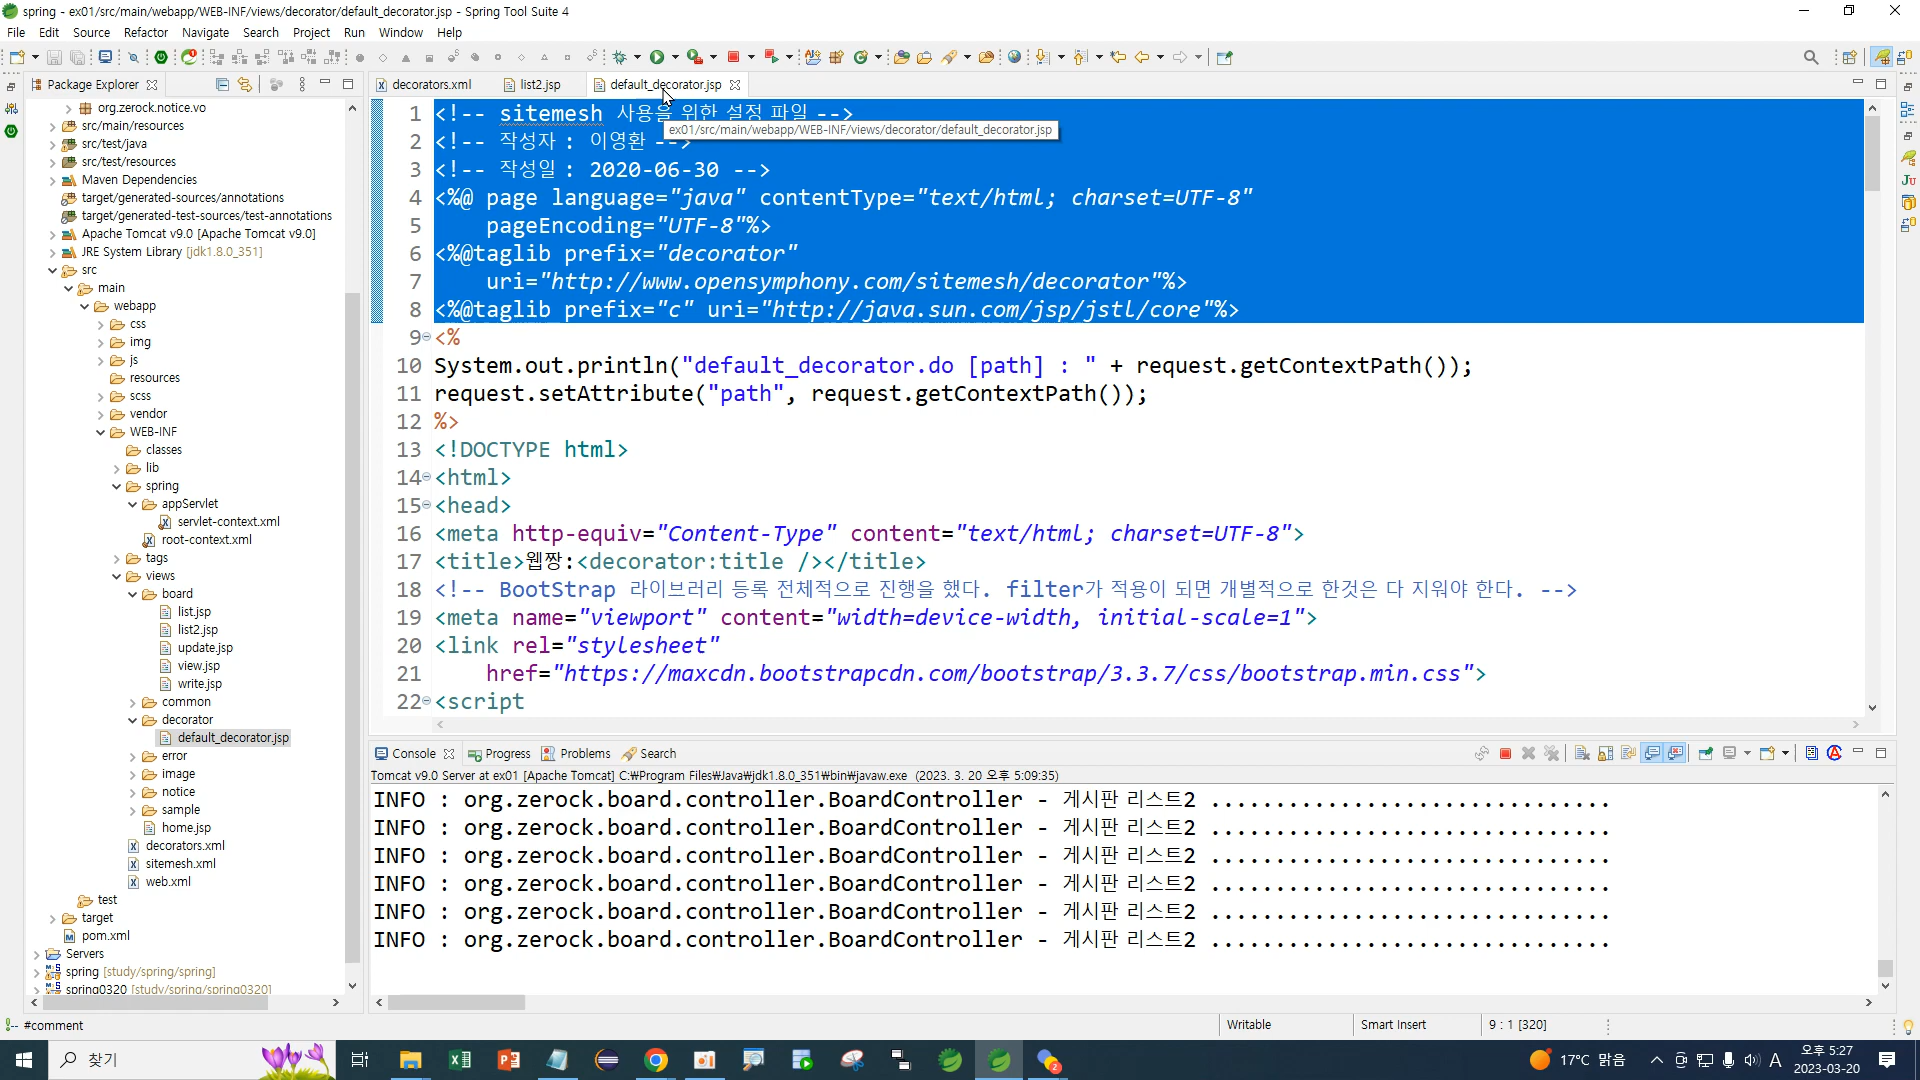 spring - ex01/src/main/webapp/WEB-INF/views/decorator/default_decorator.jsp - Spring Tool Suite 4
File Edit Source Refactor Navigate Search Project Run Window Help
Package Explorer
decorators.xml
list2.jsp
default_decorator.jsp
org.zerock.notice.vo
src/main/resources
src/test/java
src/test/resources
Maven Dependencies
target/generated-sources/annotations
target/generated-test-sources/test-annotations
Apache Tomcat v9.0 [Apache Tomcat v9.0]
JRE System Library [jdk1.8.0_351]
src
main
webapp
css
img
js
resources
scss
vendor
WEB-INF
classes
lib
spring
appServlet
servlet-context.xml
root-context.xml
tags
views
board
list.jsp
list2.jsp
update.jsp
view.jsp
write.jsp
common
decorator
default_decorator.jsp
error
image
notice
sample
home.jsp
decorators.xml
sitemesh.xml
web.xml
test
target
pom.xml
Servers
spring [study/spring/spring]
spring0320 [study/spring/spring0320]
1 <!-- sitemesh 사용을 위한 설정 파일 -->
ex01/src/main/webapp/WEB-INF/views/decorator/default_decorator.jsp
2 <!-- 작성자 : 이영환 -->
3 <!-- 작성일 : 2020-06-30 -->
4 <%@ page language="java" contentType="text/html; charset=UTF-8"
5 pageEncoding="UTF-8"%>
6 <%@taglib prefix="decorator"
7 uri="http://www.opensymphony.com/sitemesh/decorator"%>
8 <%@taglib prefix="c" uri="http://java.sun.com/jsp/jstl/core"%>
9 <%
10 System.out.println("default_decorator.do [path] : " + request.getContextPath());
11 request.setAttribute("path", request.getContextPath());
12 %>
13 <!DOCTYPE html>
14 <html>
15 <head>
16 <meta http-equiv="Content-Type" content="text/html; charset=UTF-8">
17 <title>웹짱:<decorator:title /></title>
18 <!-- BootStrap 라이브러리 등록 전체적으로 진행을 했다. filter가 적용이 되면 개별적으로 한것은 다 지워야 한다. -->
19 <meta name="viewport" content="width=device-width, initial-scale=1">
20 <link rel="stylesheet"
21 href="https://maxcdn.bootstrapcdn.com/bootstrap/3.3.7/css/bootstrap.min.css">
22 <script
Console Progress Problems Search
Tomcat v9.0 Server at ex01 [Apache Tomcat] C:₩Program Files₩Java₩jdk1.8.0_351₩bin₩javaw.exe (2023. 3. 20 오후 5:09:35)
INFO : org.zerock.board.controller.BoardController - 게시판 리스트2 ...............................
INFO : org.zerock.board.controller.BoardController - 게시판 리스트2 ...............................
INFO : org.zerock.board.controller.BoardController - 게시판 리스트2 ...............................
INFO : org.zerock.board.controller.BoardController - 게시판 리스트2 ...............................
INFO : org.zerock.board.controller.BoardController - 게시판 리스트2 ...............................
INFO : org.zerock.board.controller.BoardController - 게시판 리스트2 ...............................
#comment
Writable
Smart Insert
9 : 1 [320]
찾기
17°C 맑음
A
오후 5:27
2023-03-20